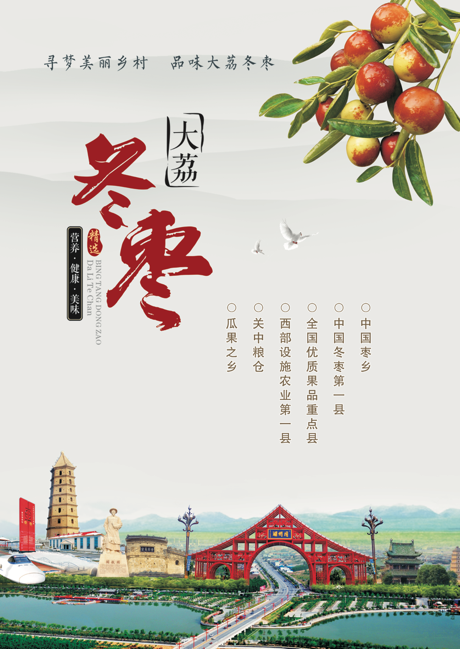 寻梦美丽乡村 品味大荔冬枣
大荔
冬枣
精选
营养·健康·美味
BING TANG DONG ZAO
Da Li Te Chan
○中国枣乡
○中国冬枣第一县
○全国优质果品重点县
○西部设施农业第一县
○关中粮仓
○瓜果之乡